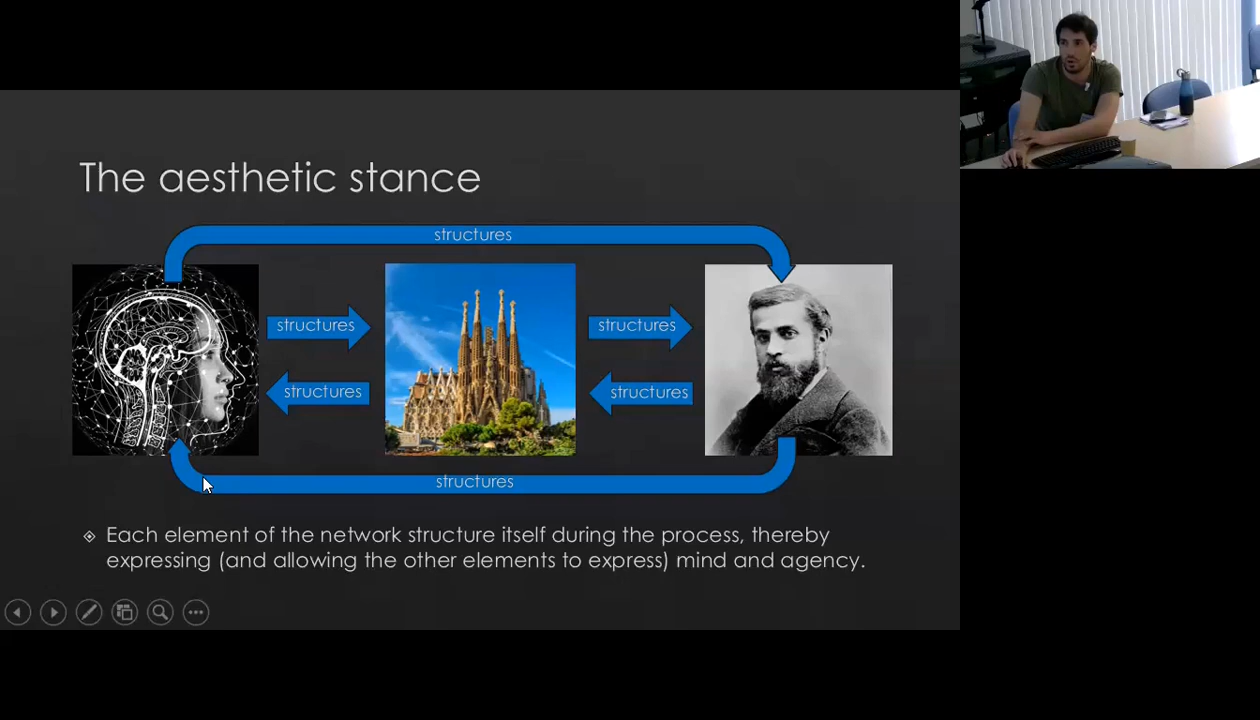 The aesthetic stance
structures
structures
structures
structures
structures
structures
Each element of the network structure itself during the process, thereby
expressing (and allowing the other elements to express) mind and agency.